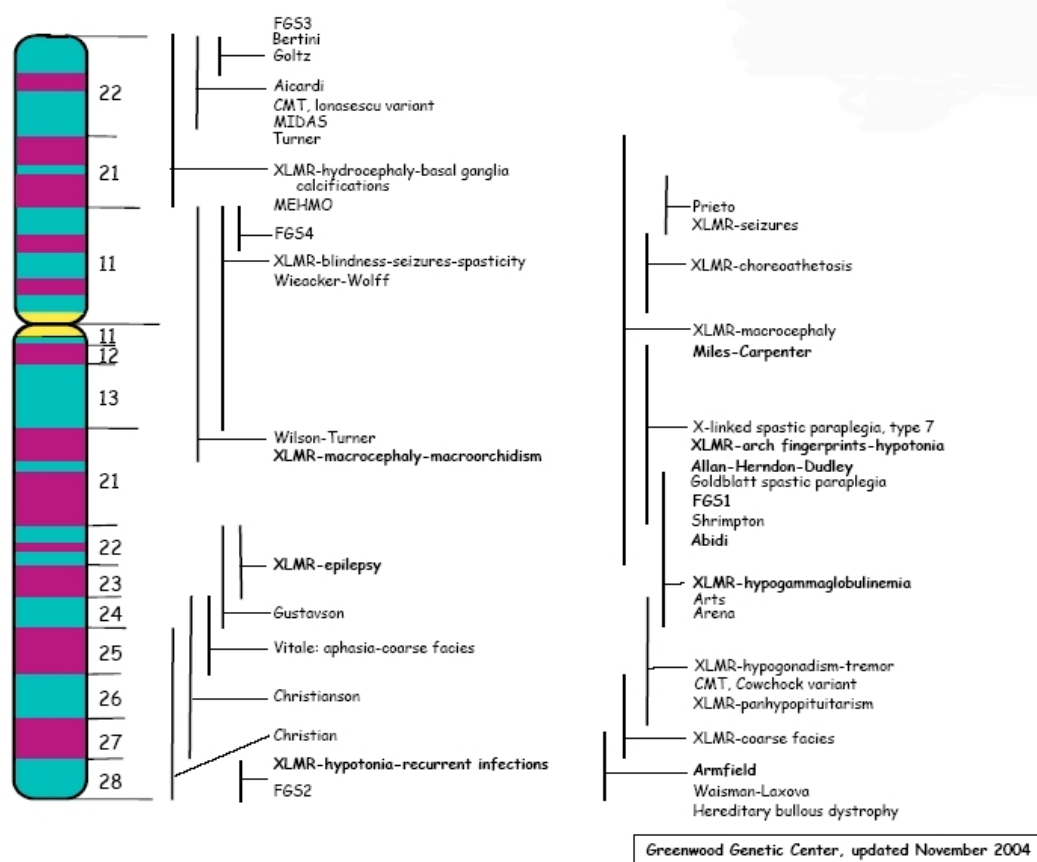 FGS3
Bertini
Goltz
22
Aicardi
CMT, Ionasescu variant
MIDAS
Turner
21
XLMR-hydrocephaly-basal ganglia
calcifications
MEHMO
FGS4
11
XLMR-blindness-seizures-spasticity
Wieacker-Wolff
11
12
13
Wilson-Turner
XLMR-macrocephaly-macroorchidism
21
22
XLMR-epilepsy
23
24
Gustavson
Vitale: aphasia-coarse facies
25
26
Christianson
Christian
27
XLMR-hypotonia-recurrent infections
28
FGS2
Prieto
XLMR-seizures
XLMR-choreoathetosis
XLMR-macrocephaly
Miles-Carpenter
X-linked spastic paraplegia, type 7
XLMR-arch fingerprints-hypotonia
Allan-Herndon-Dudley
Goldblatt spastic paraplegia
FGS1
Shrimpton
Abidi
XLMR-hypogammaglobulinemia
Arts
Arena
XLMR-hypogonadism-tremor
CMT, Cowchock variant
XLMR-panhypopituitarism
XLMR-coarse facies
Armfield
Waisman-Laxova
Hereditary bullous dystrophy
Greenwood Genetic Center, updated November 2004